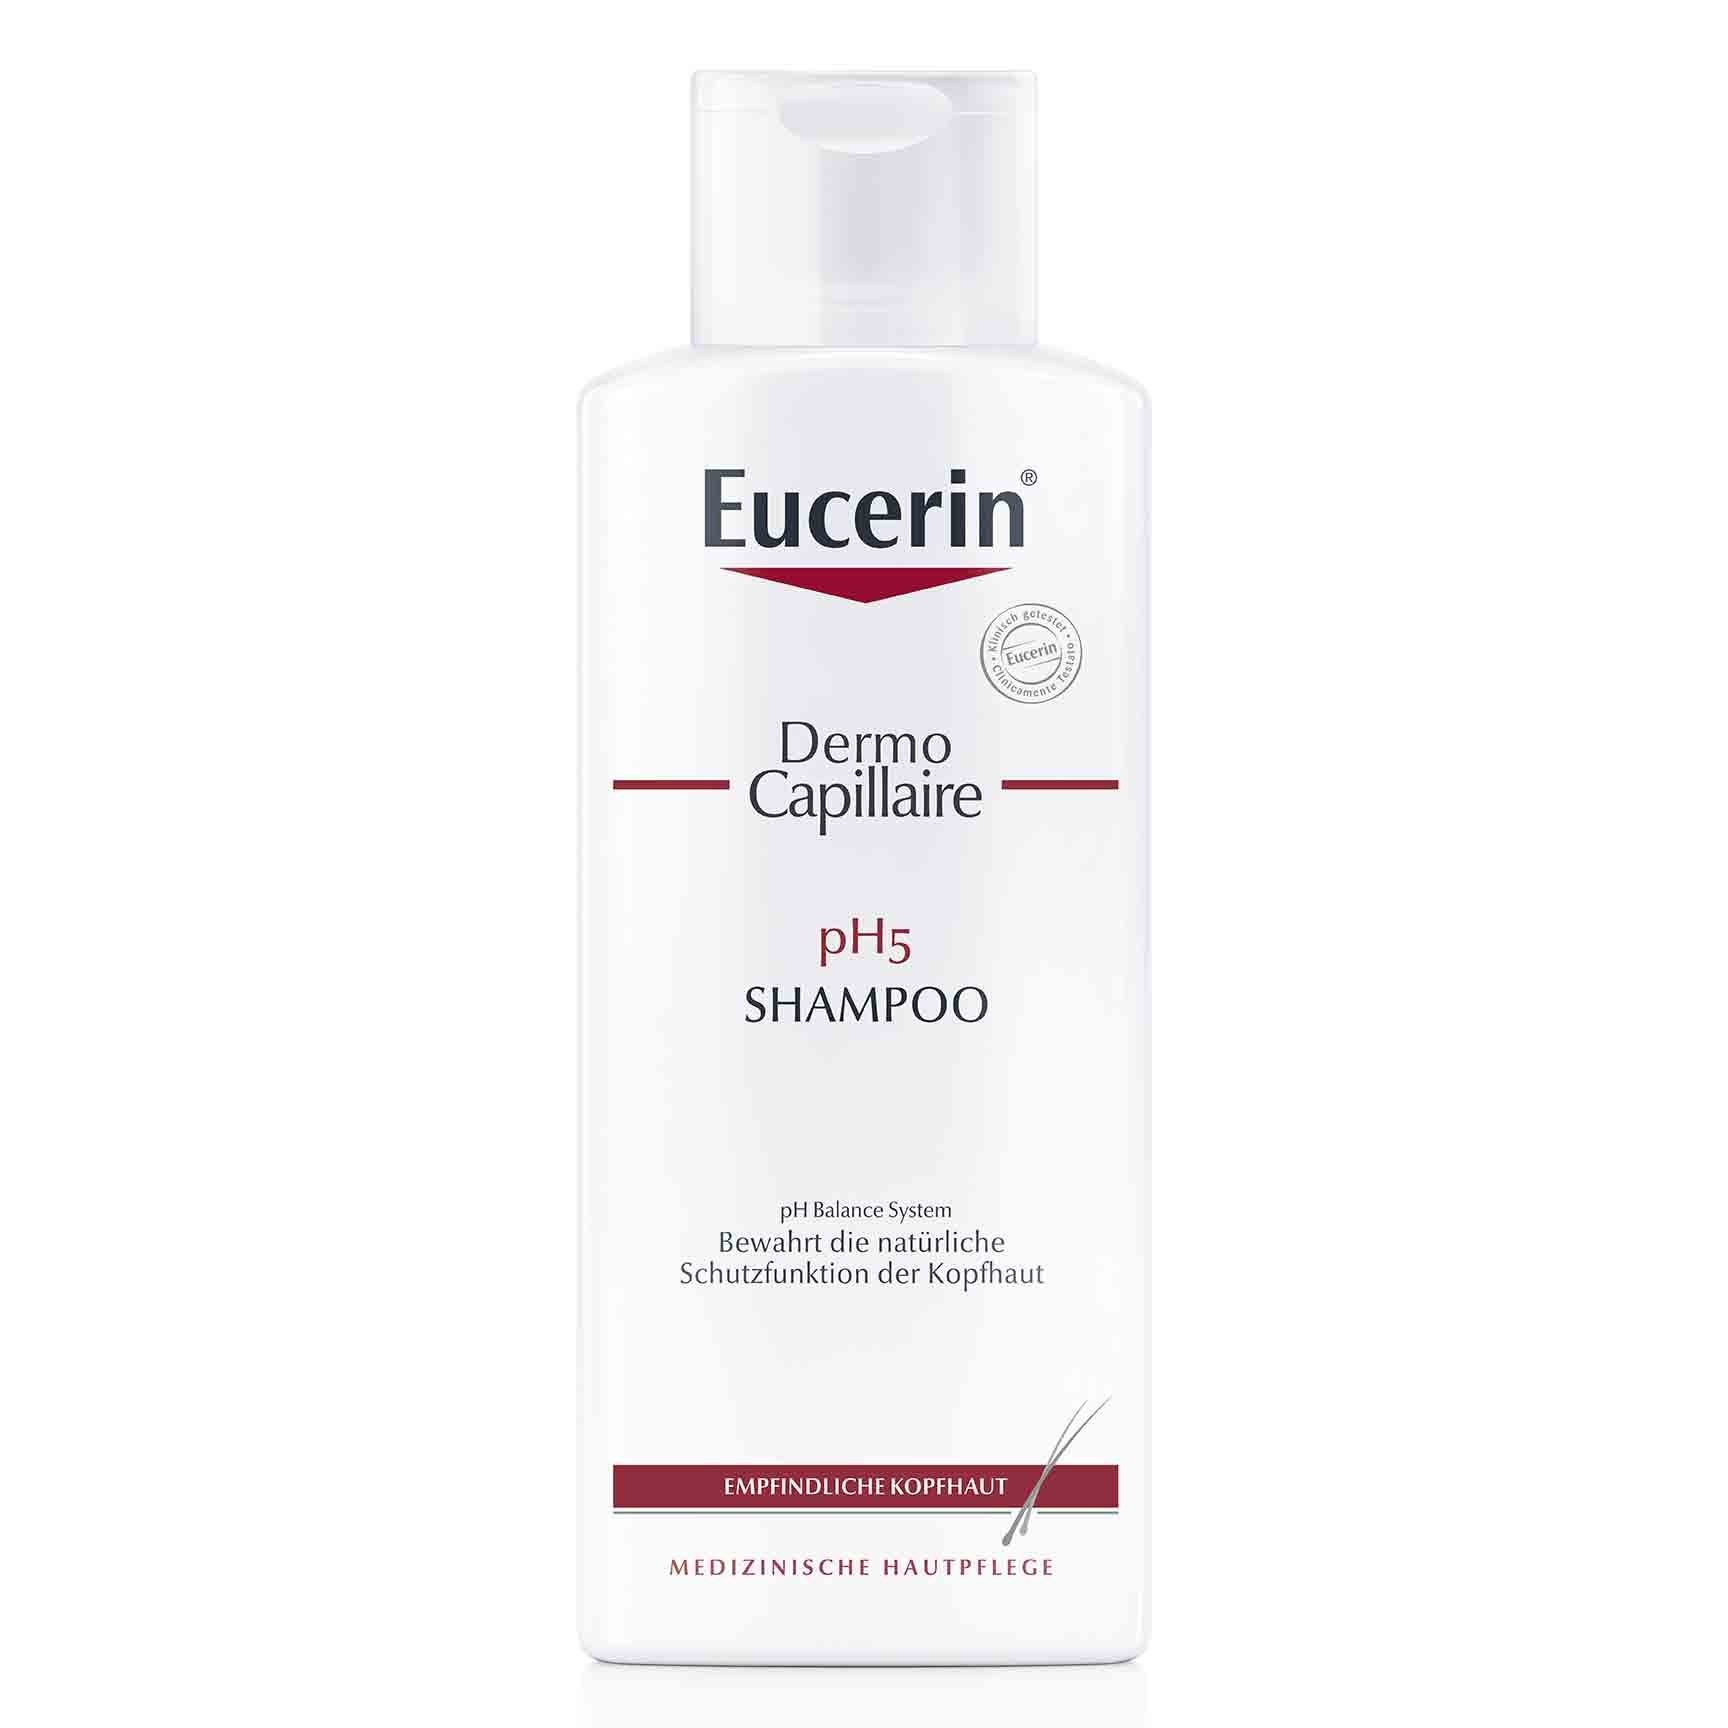 Eucerin®
Klinisch getestet • Clinicamente Testato •
Eucerin
Dermo
Capillaire
pH5
SHAMPOO
pH Balance System
Bewahrt die natürliche
Schutzfunktion der Kopfhaut
EMPFINDLICHE KOPFHAUT
MEDIZINISCHE HAUTPFLEGE